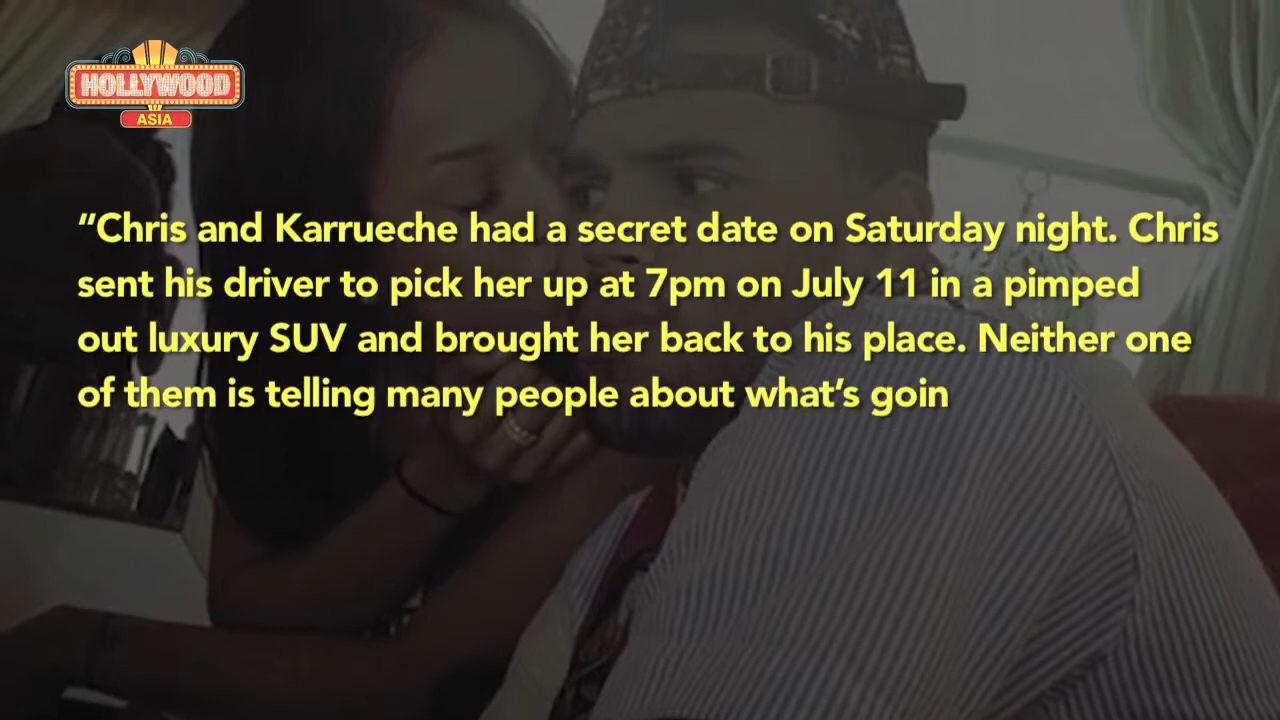 HOLLYWOOD
ASIA
“Chris and Karrueche had a secret date on Saturday night. Chris
sent his driver to pick her up at 7pm on July 11 in a pimped
out luxury SUV and brought her back to his place. Neither one
of them is telling many people about what’s goin